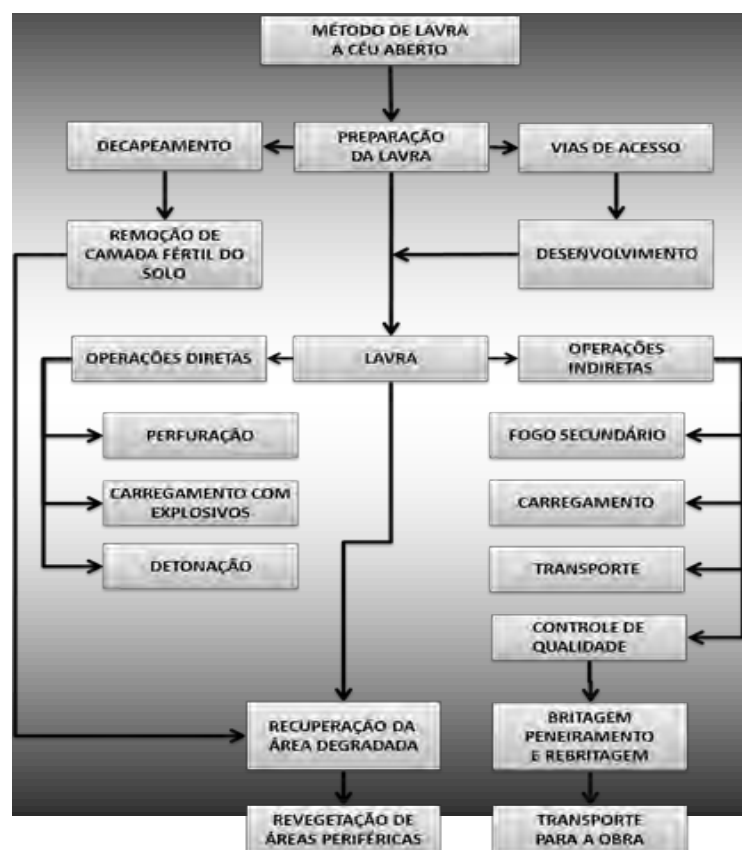 MÉTODO DE LAVRA
A CÉU ABERTO
DECAPEAMENTO
PREPARAÇÃO
DA LAVRA
VIAS DE ACESSO
REMOÇÃO DE
CAMADA FÉRTIL DO
SOLO
DESENVOLVIMENTO
OPERAÇÕES DIRETAS
LAVRA
OPERAÇÕES
INDIRETAS
PERFURAÇÃO
FOGO SECUNDÁRIO
CARREGAMENTO COM
EXPLOSIVOS
CARREGAMENTO
DETONAÇÃO
TRANSPORTE
CONTROLE DE
QUALIDADE
RECUPERAÇÃO DA
ÁREA DEGRADADA
BRITAGEM
PENEIRAMENTO
E REBRITAGEM
REVEGETAÇÃO DE
ÁREAS PERIFÉRICAS
TRANSPORTE
PARA A OBRA